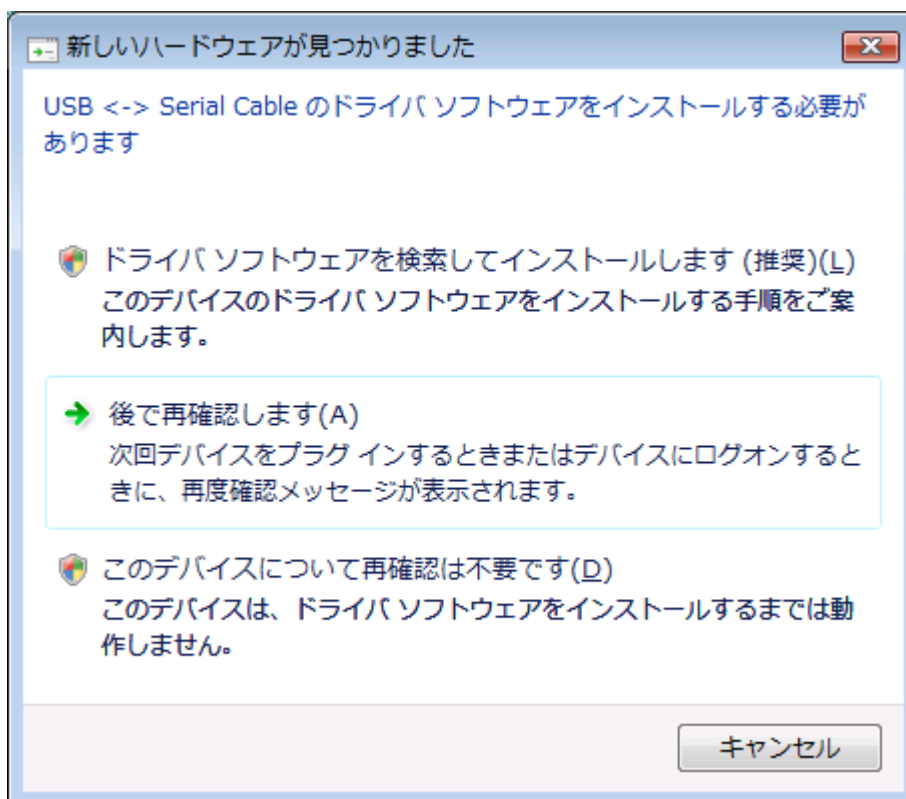 新しいハードウェアが見つかりました
USB <-> Serial Cable のドライバ ソフトウェアをインストールする必要が
あります
ドライバ ソフトウェアを検索してインストールします (推奨)(L)
このデバイスのドライバ ソフトウェアをインストールする手順をご案
内します。
後で再確認します(A)
次回デバイスをプラグ インするときまたはデバイスにログオンすると
きに、再度確認メッセージが表示されます。
このデバイスについて再確認は不要です(D)
このデバイスは、ドライバ ソフトウェアをインストールするまでは動
作しません。
キャンセル